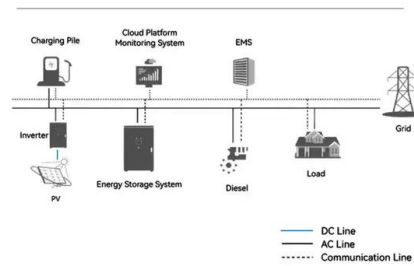 Charging Pile
Cloud Platform
Monitoring System
EMS
Grid
Inverter
PV
Energy Storage System
Diesel
Load
DC Line
AC Line
Communication Line